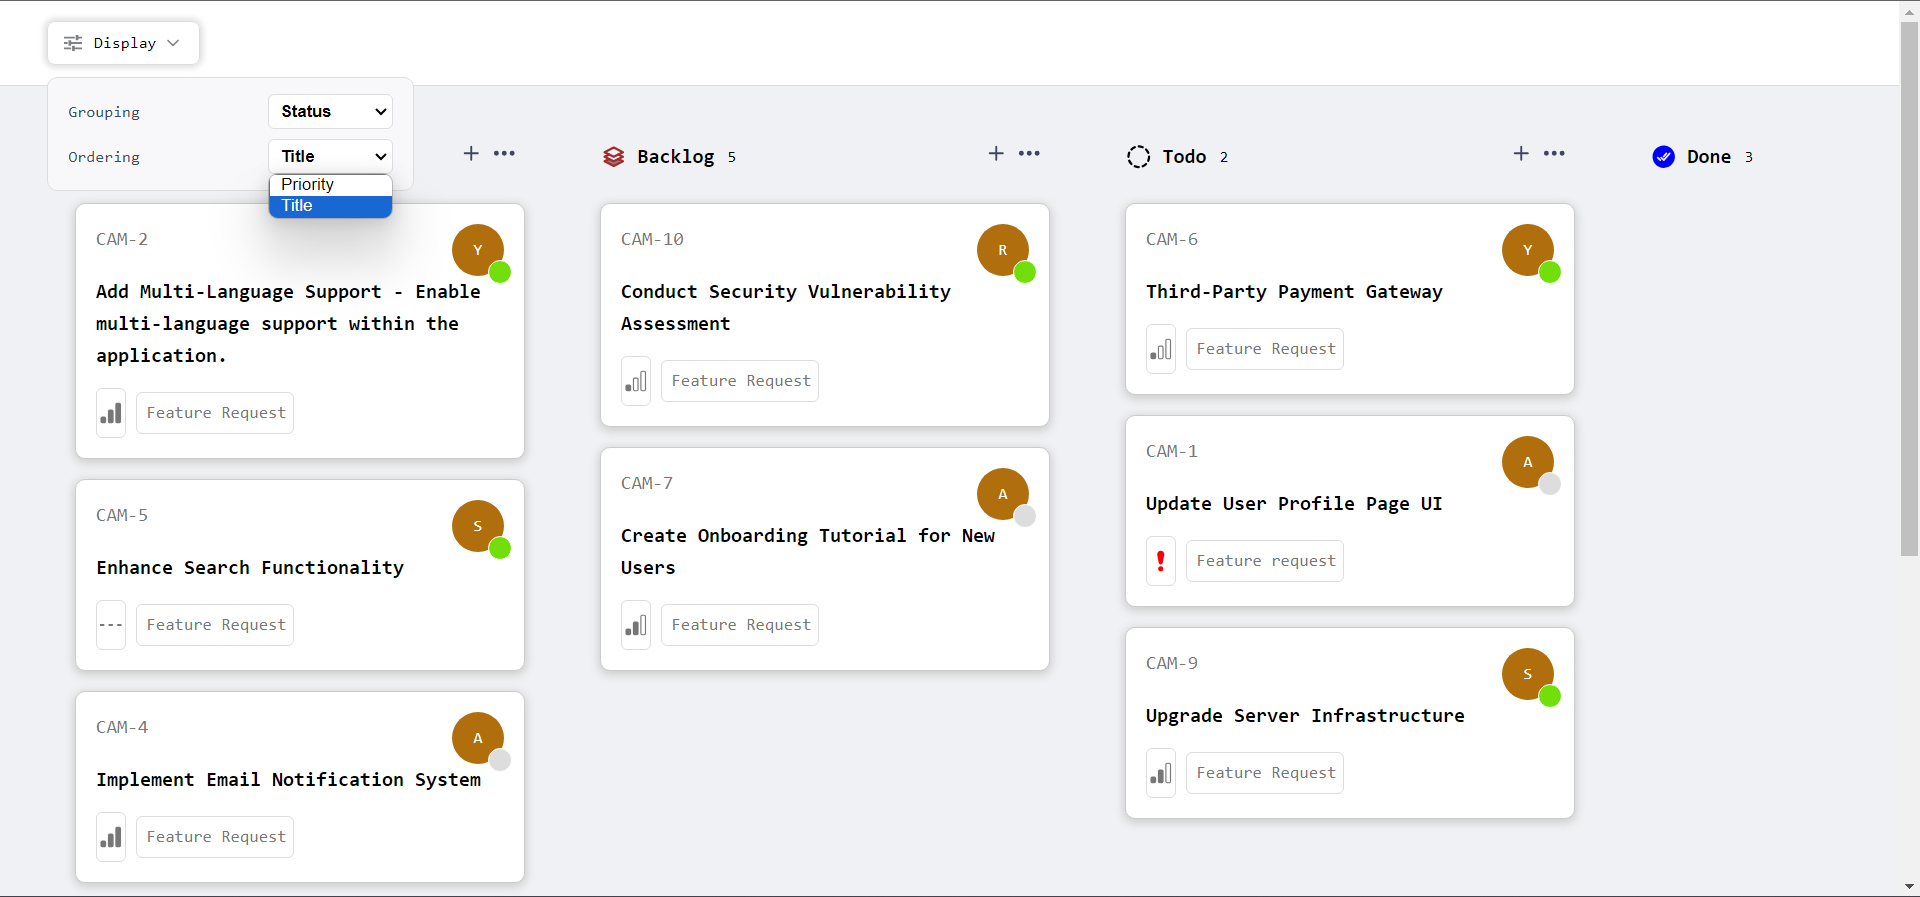 Display
Grouping
Status
Ordering
Title
Priority
Title
Backlog 5
Todo 2
Done 3
CAM-2
Y
Add Multi-Language Support - Enable
multi-language support within the
application.
Feature Request
CAM-5
S
Enhance Search Functionality
---
Feature Request
CAM-4
A
Implement Email Notification System
Feature Request
CAM-10
R
Conduct Security Vulnerability
Assessment
Feature Request
CAM-7
A
Create Onboarding Tutorial for New
Users
Feature Request
CAM-6
Y
Third-Party Payment Gateway
Feature Request
CAM-1
A
Update User Profile Page UI
Feature request
CAM-9
S
Upgrade Server Infrastructure
Feature Request